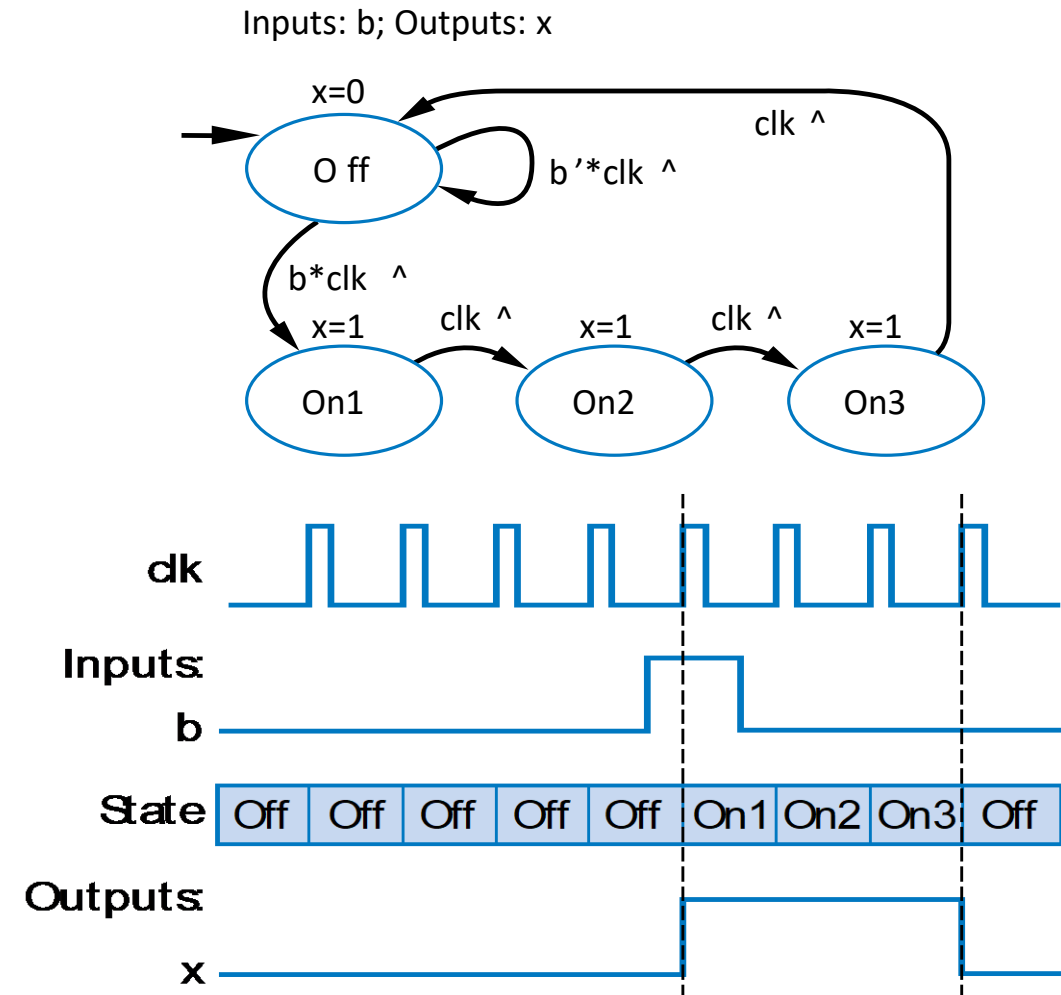 Inputs: b; Outputs: x
x=0
clk ^
O ff
b ’*clk ^
b*clk ^
x=1
clk ^
x=1
clk ^
x=1
On1
On2
On3
clk
Inputs:
b
State Off Off Off Off Off On1 On2 On3 Off
Outputs:
x